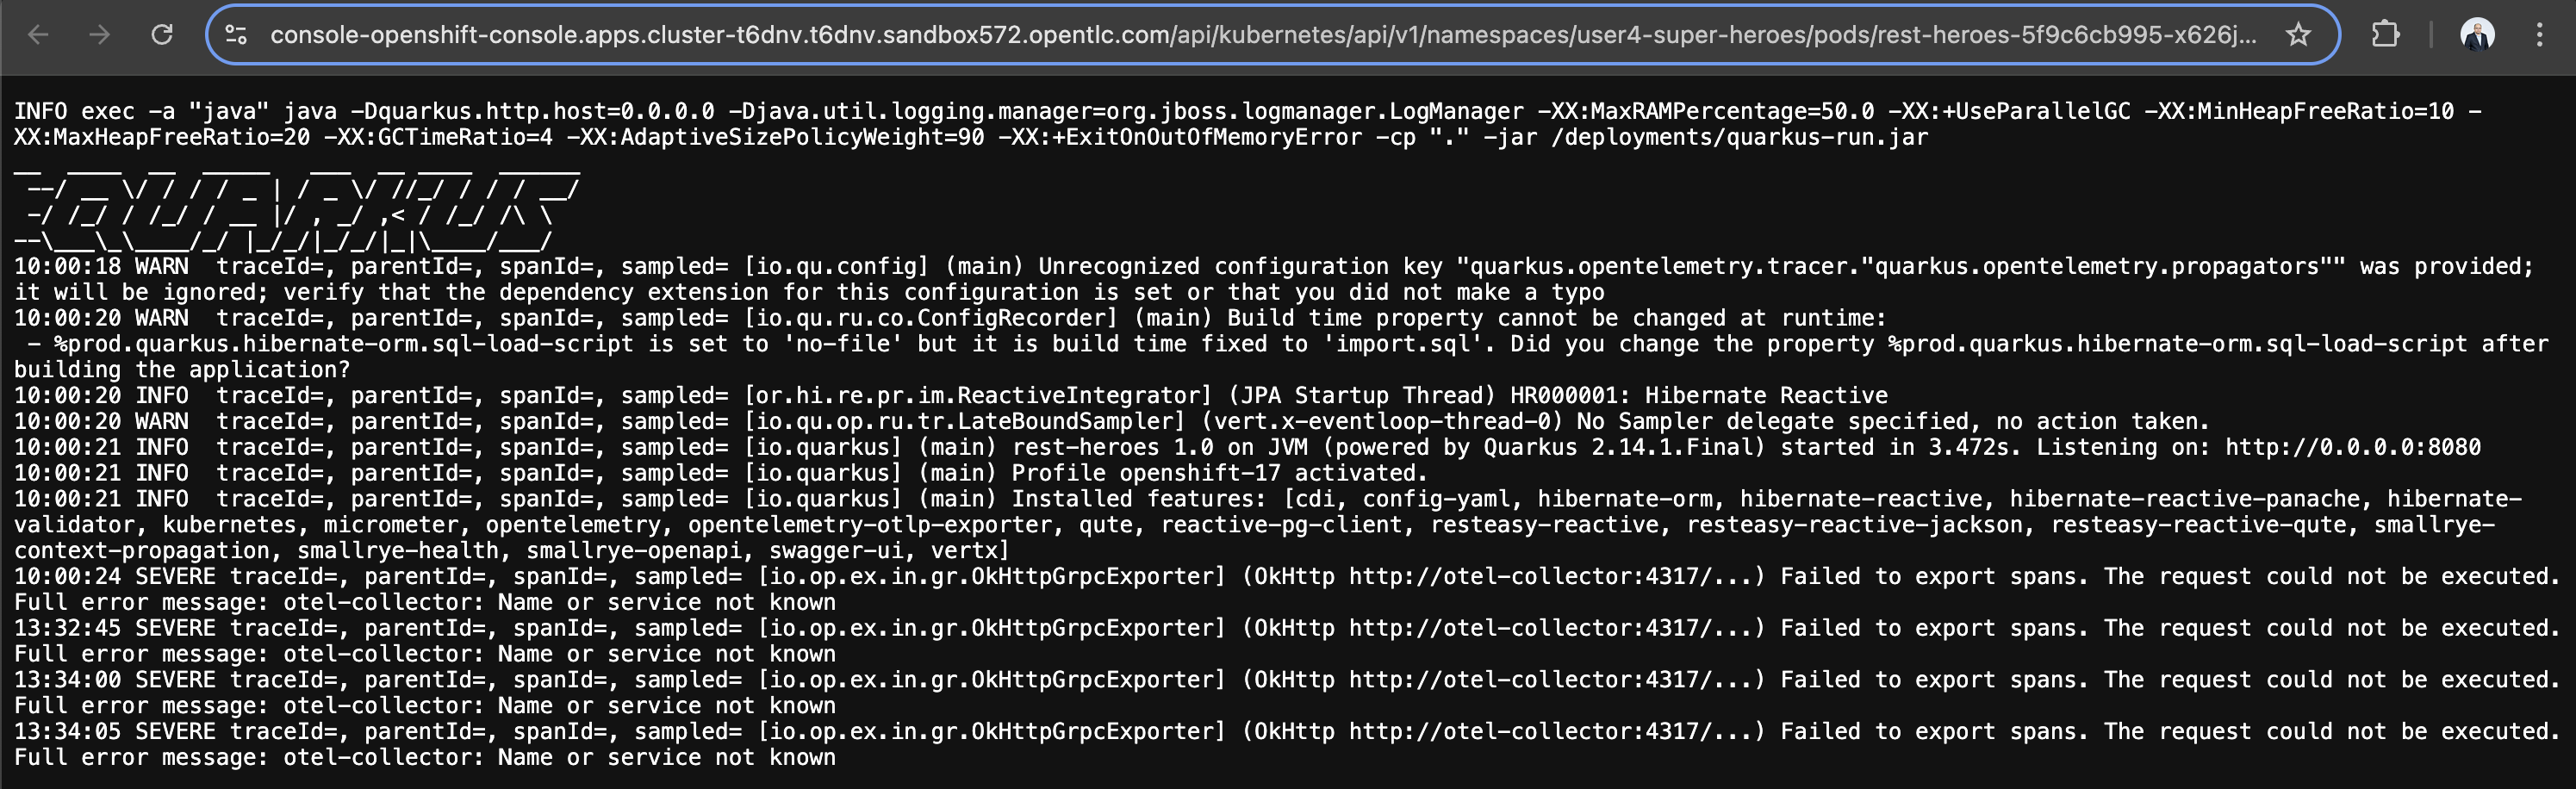 console-openshift-console.apps.cluster-t6dnv.t6dnv.sandbox572.opentlc.com/api/kubernetes/api/v1/namespaces/user4-super-heroes/pods/rest-heroes-5f9c6cb995-x626j...
INFO exec -a "java" java -Dquarkus.http.host=0.0.0.0 -Djava.util.logging.manager=org.jboss.logmanager.LogManager -XX:MaxRAMPercentage=50.0 -XX:+UseParallelGC -XX:MinHeapFreeRatio=10 -
XX:MaxHeapFreeRatio=20 -XX:GCTimeRatio=4 -XX:AdaptiveSizePolicyWeight=90 -XX:+ExitOnOutOfMemoryError -cp "." -jar /deployments/quarkus-run.jar
__  ____  __  _____   ___  __ ____  ______
 --/ __ \/ / / / _ | / _ \/ //_/ / / / __/
 -/ /_/ / /_/ / __ |/ , _/ ,< / /_/ /\ \
--\___\_\____/_/ |_/_/|_/_/|_|\____/___/
10:00:18 WARN  traceId=, parentId=, spanId=, sampled= [io.qu.config] (main) Unrecognized configuration key "quarkus.opentelemetry.tracer."quarkus.opentelemetry.propagators"" was provided;
it will be ignored; verify that the dependency extension for this configuration is set or that you did not make a typo
10:00:20 WARN  traceId=, parentId=, spanId=, sampled= [io.qu.ru.co.ConfigRecorder] (main) Build time property cannot be changed at runtime:
 - %prod.quarkus.hibernate-orm.sql-load-script is set to 'no-file' but it is build time fixed to 'import.sql'. Did you change the property %prod.quarkus.hibernate-orm.sql-load-script after
building the application?
10:00:20 INFO  traceId=, parentId=, spanId=, sampled= [or.hi.re.pr.im.ReactiveIntegrator] (JPA Startup Thread) HR000001: Hibernate Reactive
10:00:20 WARN  traceId=, parentId=, spanId=, sampled= [io.qu.op.ru.tr.LateBoundSampler] (vert.x-eventloop-thread-0) No Sampler delegate specified, no action taken.
10:00:21 INFO  traceId=, parentId=, spanId=, sampled= [io.quarkus] (main) rest-heroes 1.0 on JVM (powered by Quarkus 2.14.1.Final) started in 3.472s. Listening on: http://0.0.0.0:8080
10:00:21 INFO  traceId=, parentId=, spanId=, sampled= [io.quarkus] (main) Profile openshift-17 activated.
10:00:21 INFO  traceId=, parentId=, spanId=, sampled= [io.quarkus] (main) Installed features: [cdi, config-yaml, hibernate-orm, hibernate-reactive, hibernate-reactive-panache, hibernate-
validator, kubernetes, micrometer, opentelemetry, opentelemetry-otlp-exporter, qute, reactive-pg-client, resteasy-reactive, resteasy-reactive-jackson, resteasy-reactive-qute, smallrye-
context-propagation, smallrye-health, smallrye-openapi, swagger-ui, vertx]
10:00:24 SEVERE traceId=, parentId=, spanId=, sampled= [io.op.ex.in.gr.OkHttpGrpcExporter] (OkHttp http://otel-collector:4317/...) Failed to export spans. The request could not be executed.
Full error message: otel-collector: Name or service not known
13:32:45 SEVERE traceId=, parentId=, spanId=, sampled= [io.op.ex.in.gr.OkHttpGrpcExporter] (OkHttp http://otel-collector:4317/...) Failed to export spans. The request could not be executed.
Full error message: otel-collector: Name or service not known
13:34:00 SEVERE traceId=, parentId=, spanId=, sampled= [io.op.ex.in.gr.OkHttpGrpcExporter] (OkHttp http://otel-collector:4317/...) Failed to export spans. The request could not be executed.
Full error message: otel-collector: Name or service not known
13:34:05 SEVERE traceId=, parentId=, spanId=, sampled= [io.op.ex.in.gr.OkHttpGrpcExporter] (OkHttp http://otel-collector:4317/...) Failed to export spans. The request could not be executed.
Full error message: otel-collector: Name or service not known